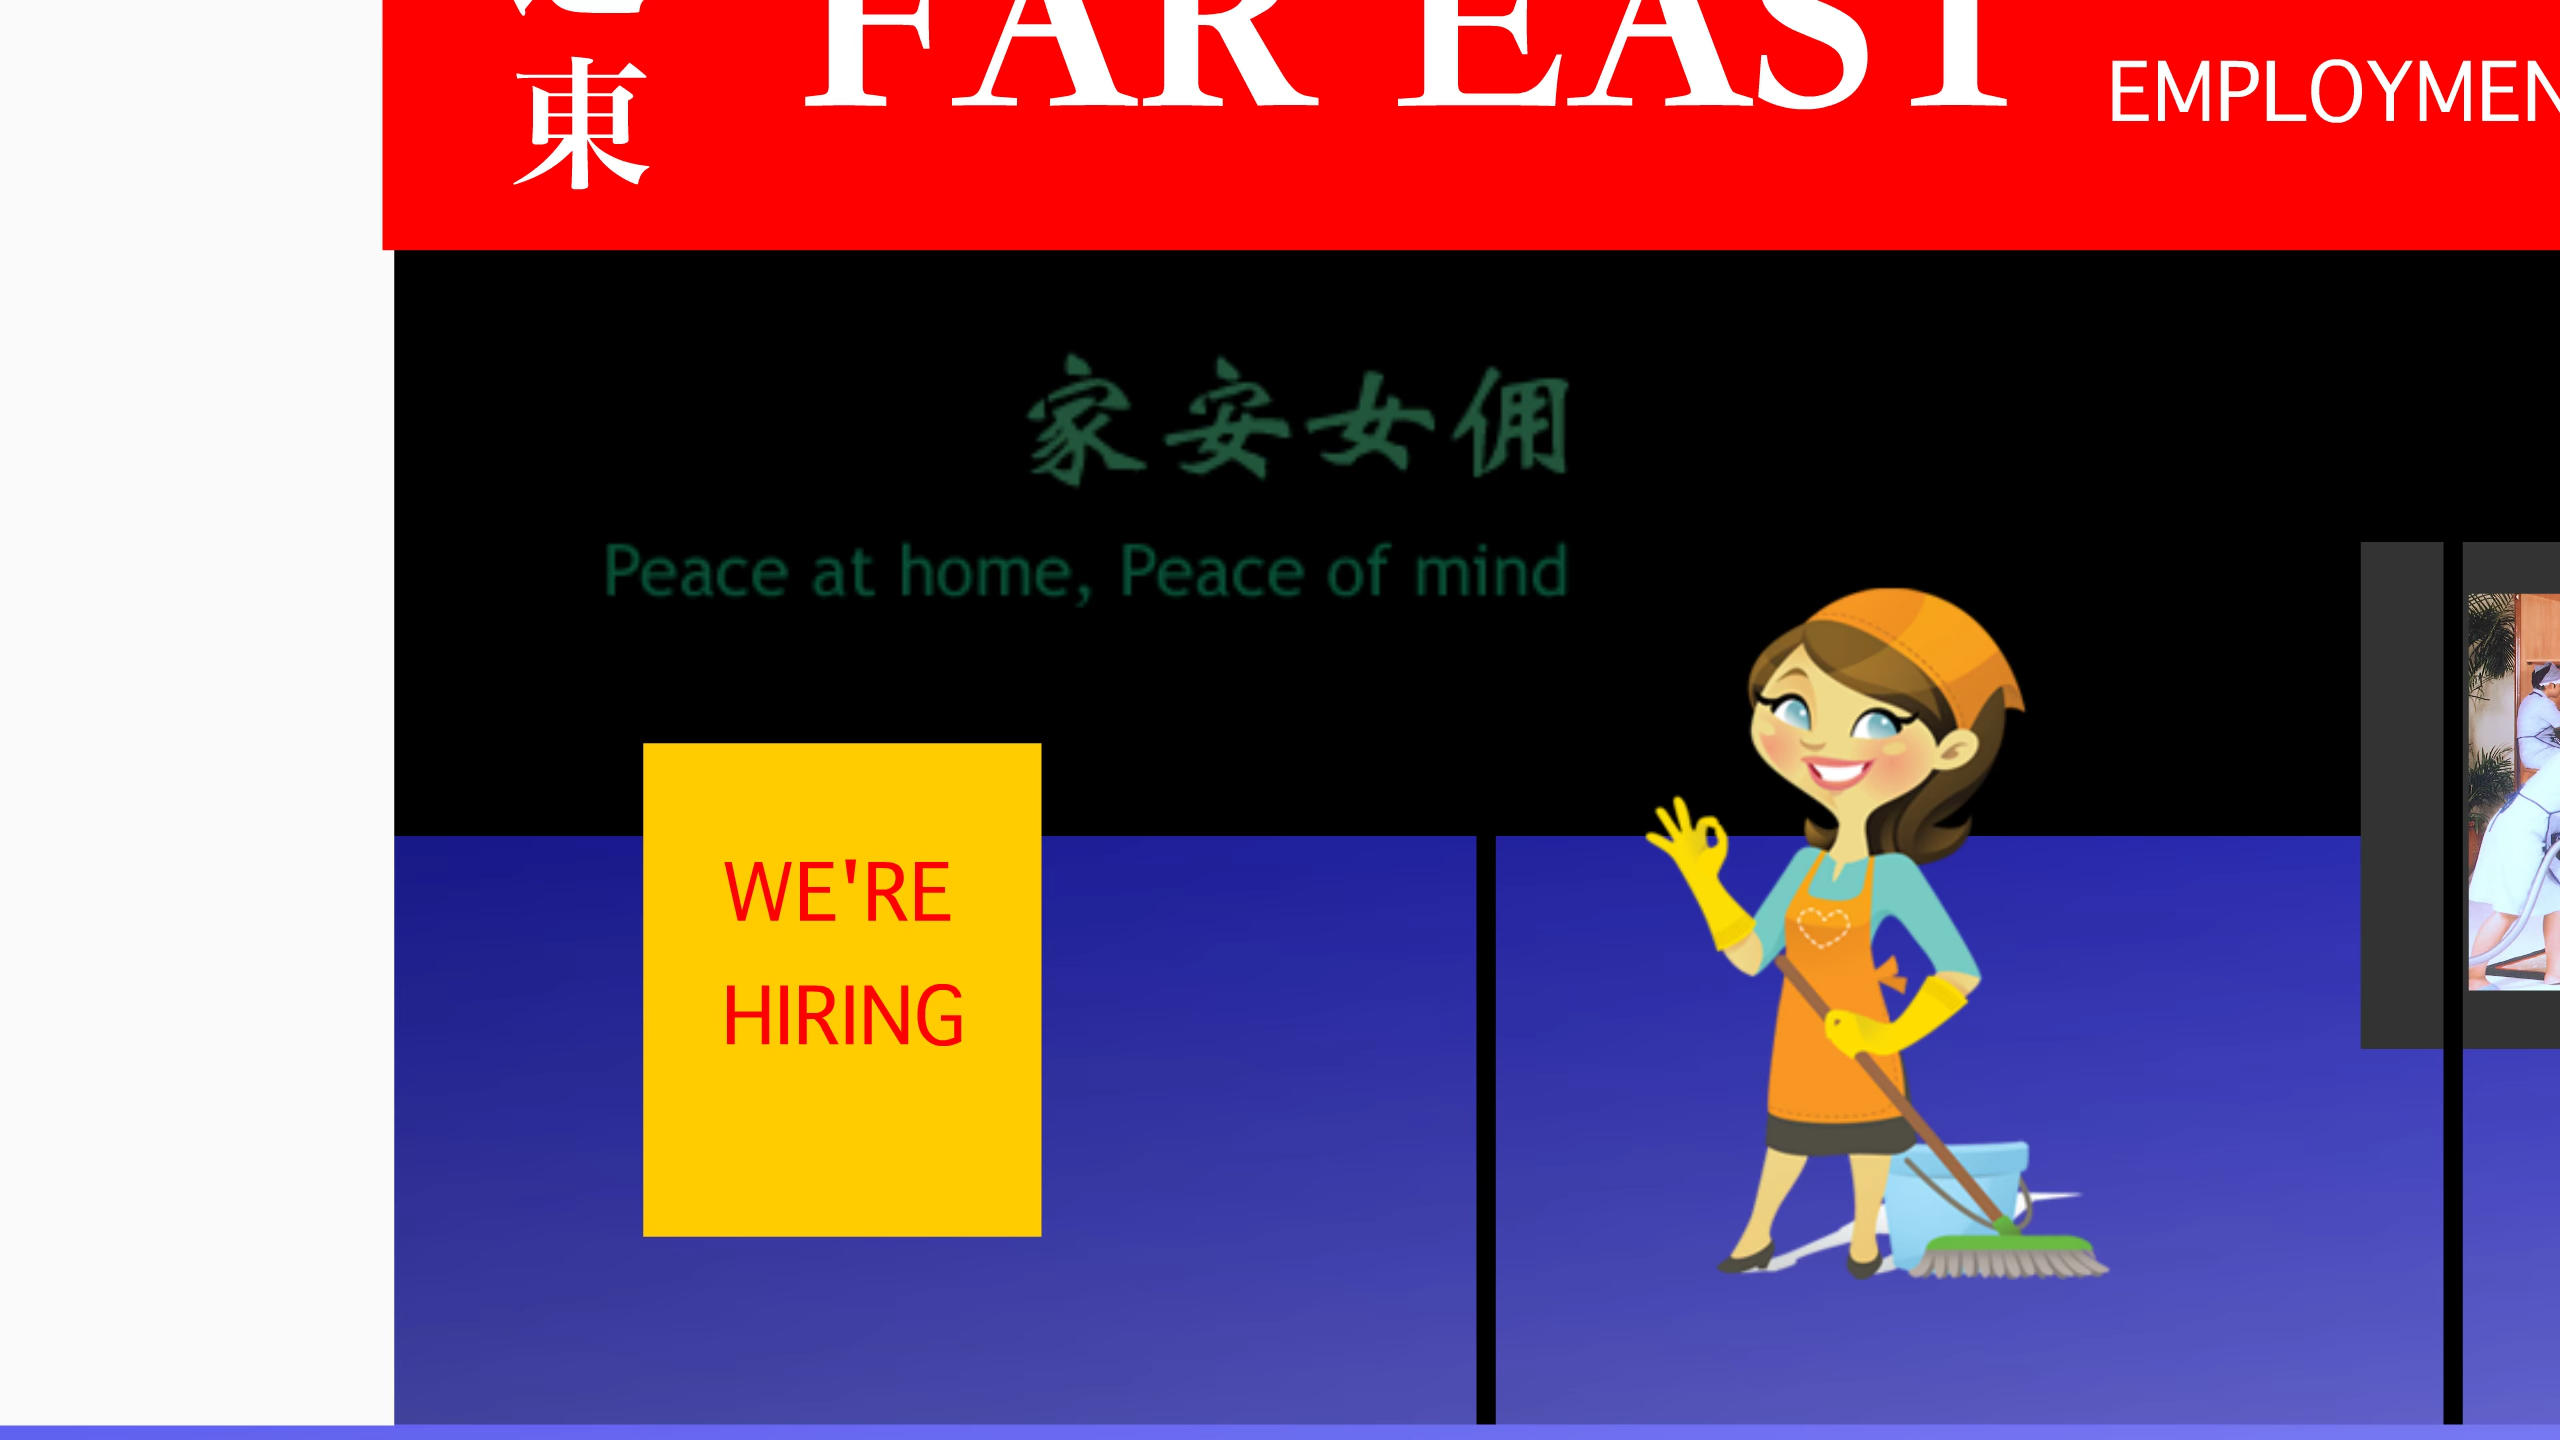 東
FAR EAST
EMPLOYMEN
家安女佣
Peace at home, Peace of mind
WE'RE
HIRING